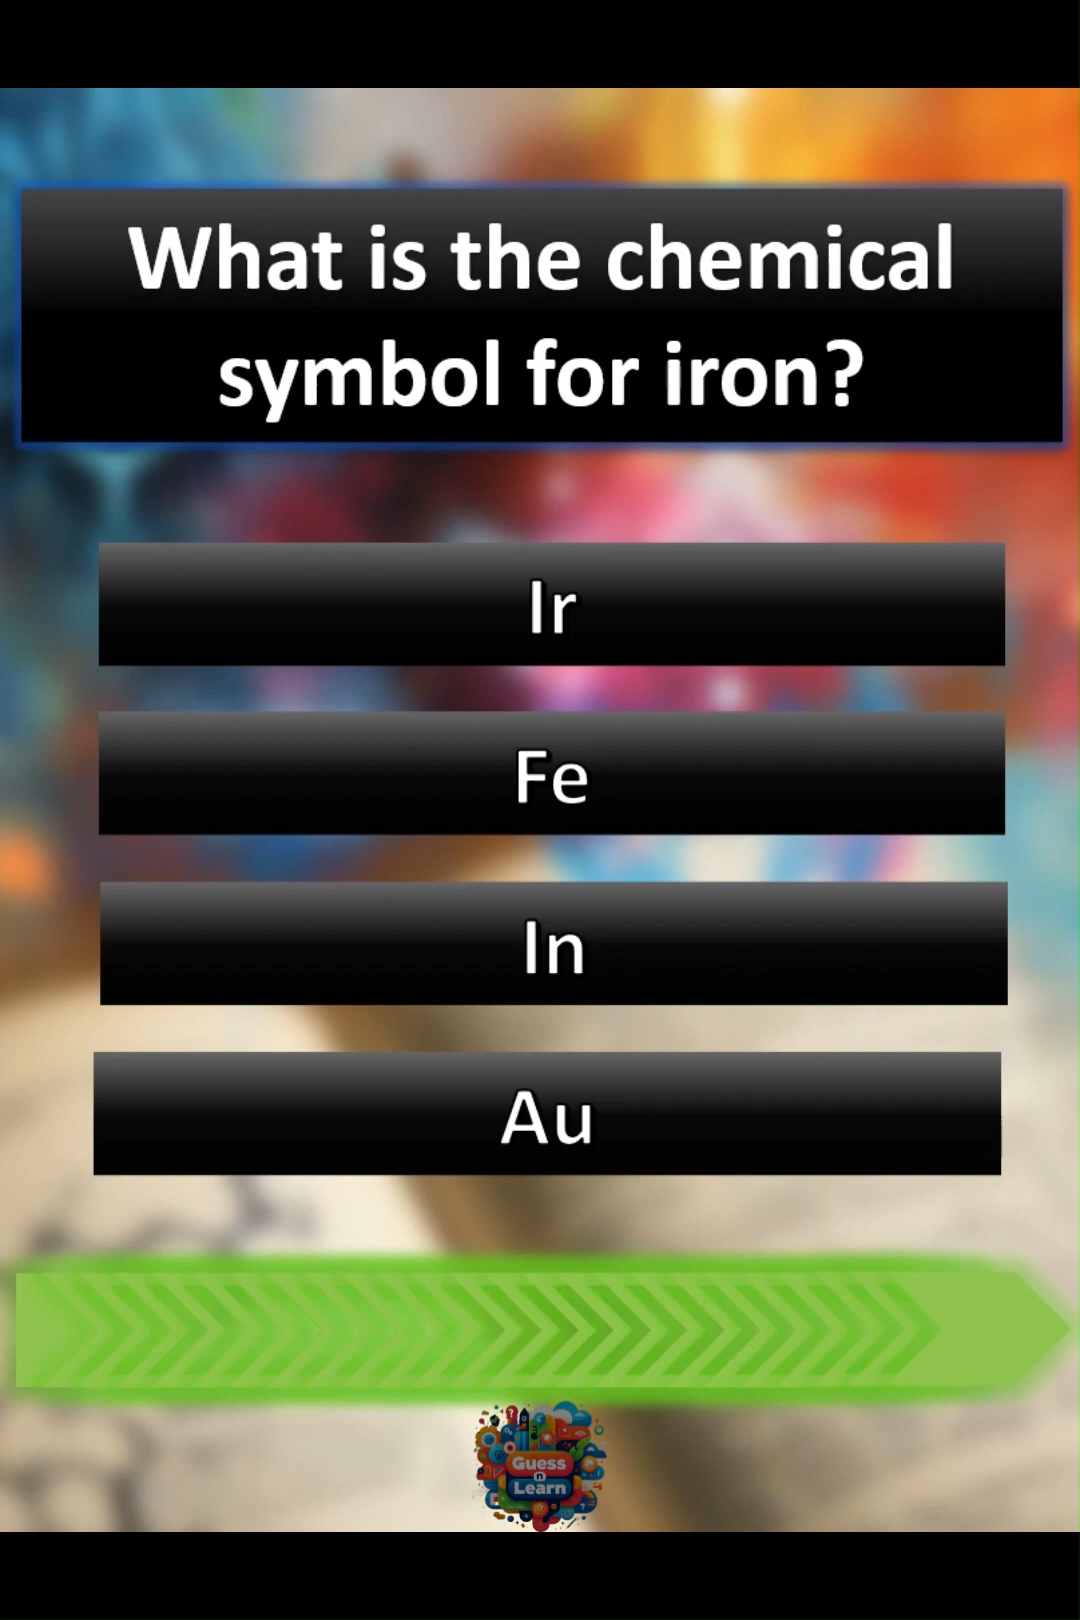 What is the chemical
symbol for iron?
Ir
Fe
In
Au
Guess
n
Learn